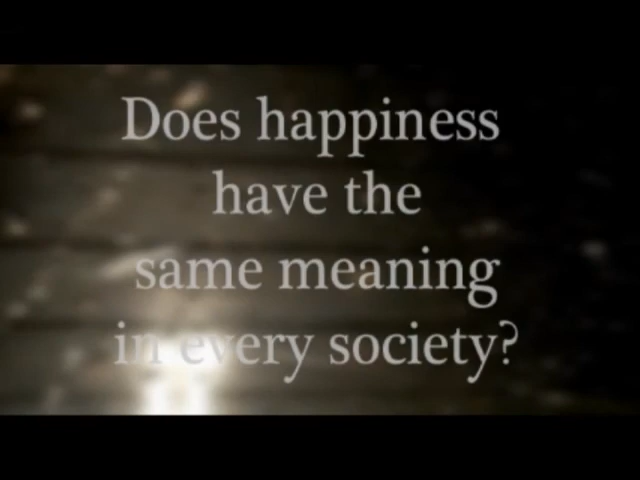 Does happiness
have the
same meaning
in every society?